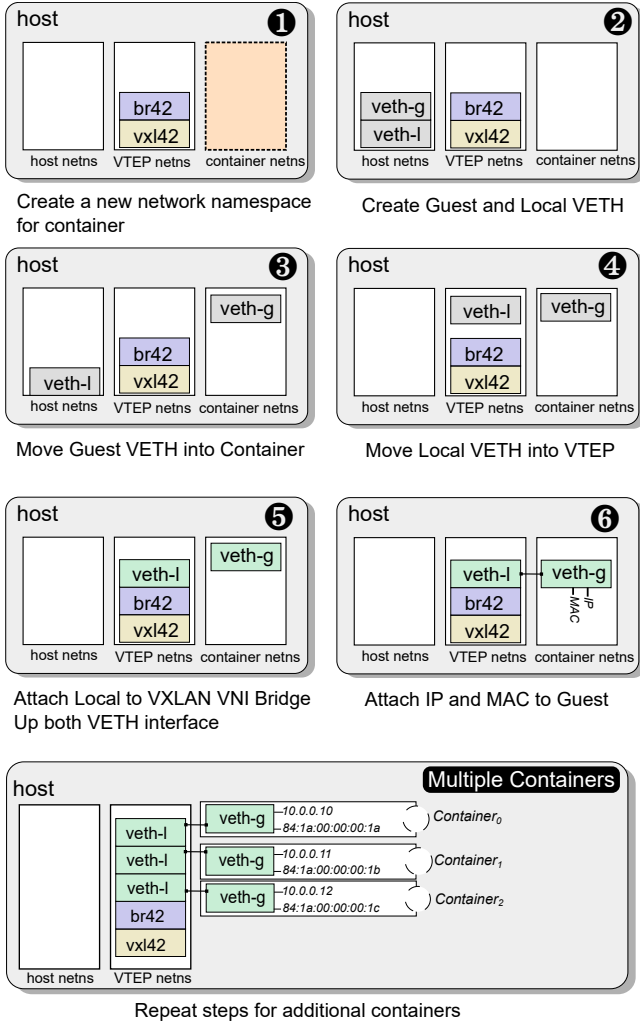 host
❶
br42
vxl42
host netns
VTEP netns
container netns
Create a new network namespace
for container
host
❷
veth-g
veth-l
br42
vxl42
host netns
VTEP netns
container netns
Create Guest and Local VETH
host
❸
veth-g
br42
veth-l
vxl42
host netns
VTEP netns
container netns
Move Guest VETH into Container
host
❹
veth-l
veth-g
br42
vxl42
host netns
VTEP netns
container netns
Move Local VETH into VTEP
host
❺
veth-g
veth-l
br42
vxl42
host netns
VTEP netns
container netns
Attach Local to VXLAN VNI Bridge
Up both VETH interface
host
❻
veth-l
veth-g
br42
vxl42
IP
MAC
host netns
VTEP netns
container netns
Attach IP and MAC to Guest
host
Multiple Containers
veth-l
veth-g
10.0.0.10
84:1a:00:00:00:1a
Container₀
veth-l
veth-g
10.0.0.11
84:1a:00:00:00:1b
Container₁
veth-l
veth-g
10.0.0.12
84:1a:00:00:00:1c
Container₂
br42
vxl42
host netns
VTEP netns
Repeat steps for additional containers